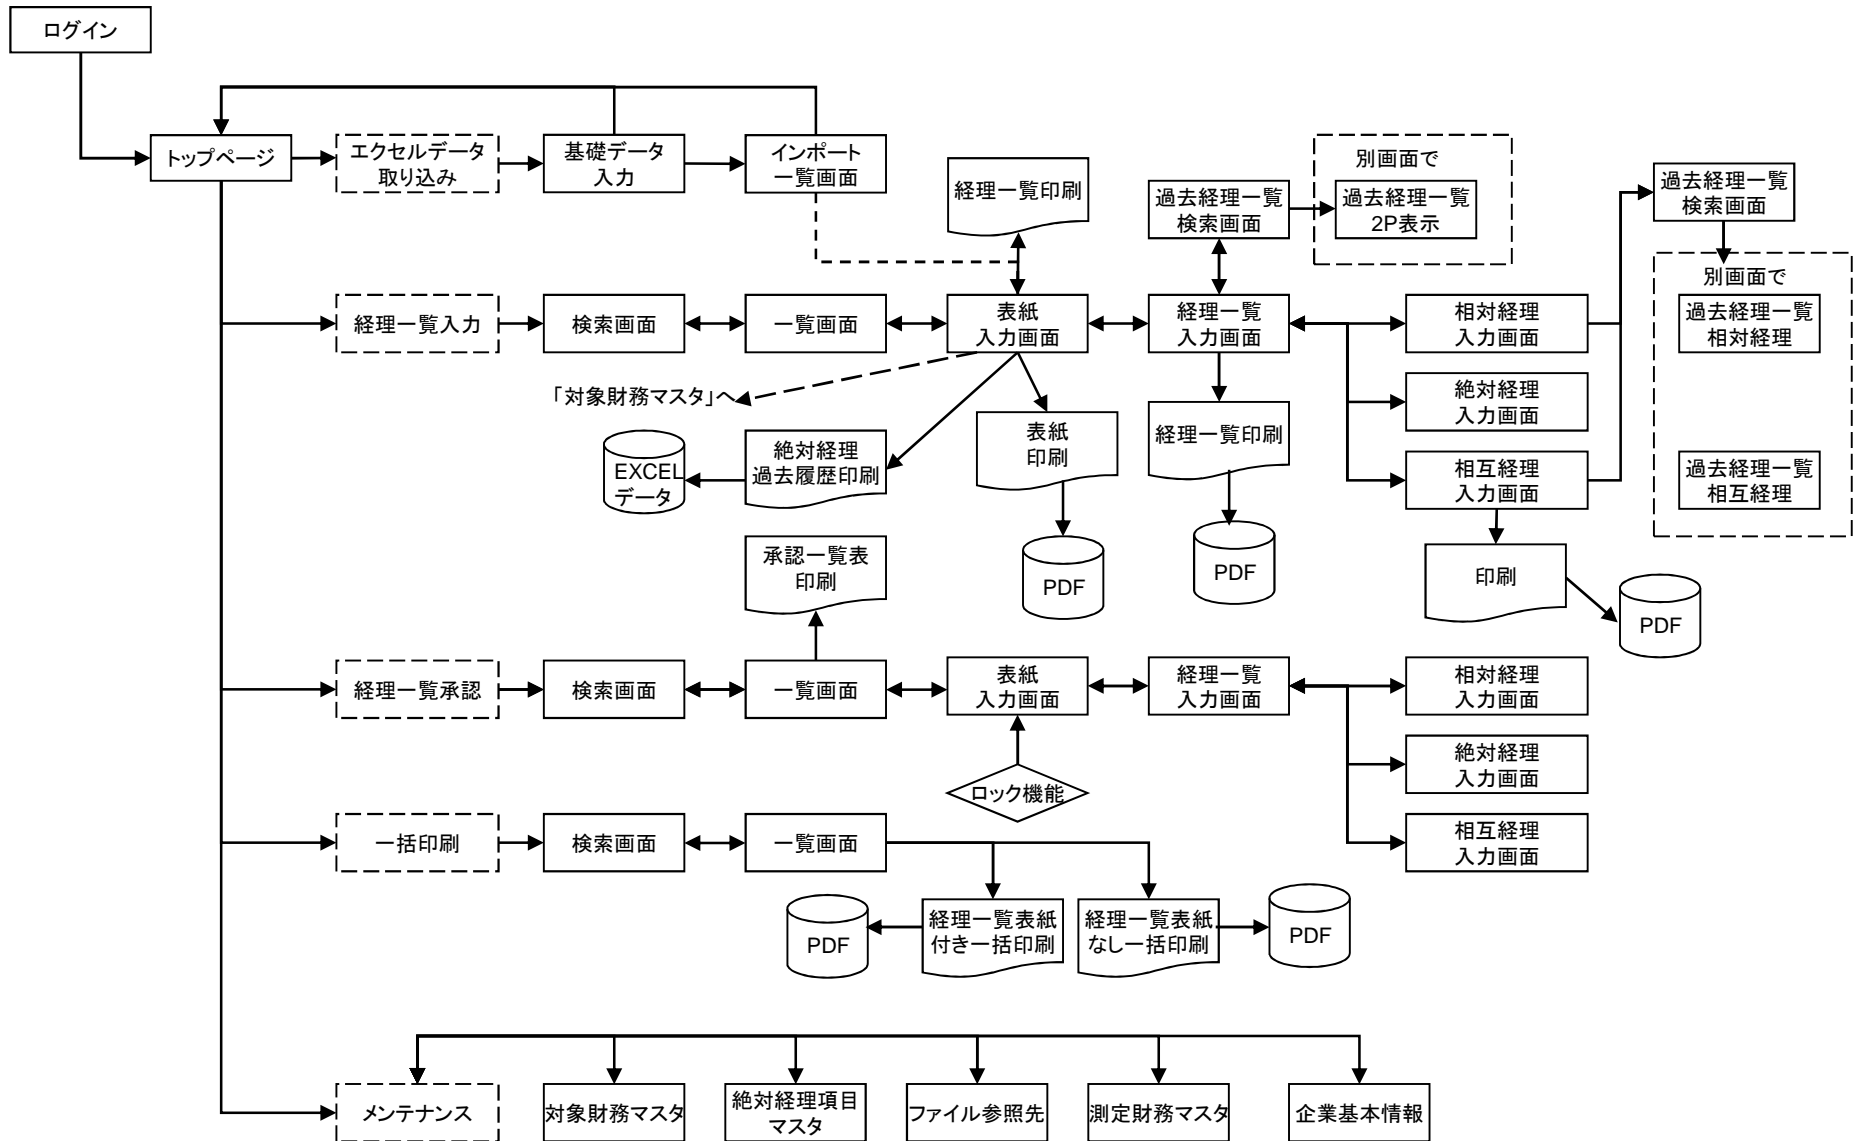 ログイン
トップページ
エクセルデータ
取り込み
基礎データ
入力
インポート
一覧画面
経理一覧印刷
過去経理一覧
検索画面
別画面で
過去経理一覧
2P表示
過去経理一覧
検索画面
別画面で
過去経理一覧
相対経理
過去経理一覧
相互経理
経理一覧入力
検索画面
一覧画面
表紙
入力画面
経理一覧
入力画面
相対経理
入力画面
絶対経理
入力画面
相互経理
入力画面
「対象財務マスタ」へ
EXCEL
データ
絶対経理
過去履歴印刷
表紙
印刷
経理一覧印刷
PDF
PDF
印刷
PDF
承認一覧表
印刷
経理一覧承認
検索画面
一覧画面
表紙
入力画面
経理一覧
入力画面
相対経理
入力画面
絶対経理
入力画面
相互経理
入力画面
ロック機能
一括印刷
検索画面
一覧画面
PDF
経理一覧表紙
付き一括印刷
経理一覧表紙
なし一括印刷
PDF
メンテナンス
対象財務マスタ
絶対経理項目
マスタ
ファイル参照先
測定財務マスタ
企業基本情報